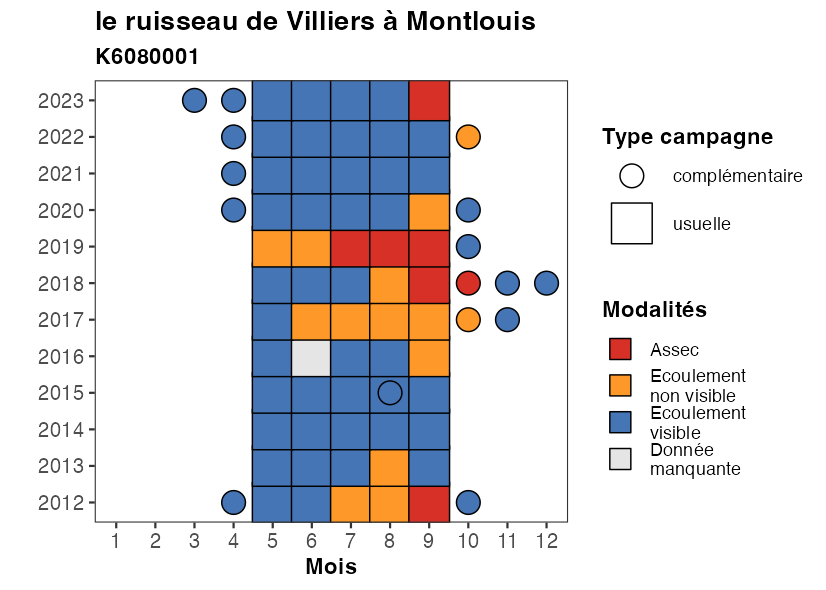 le ruisseau de Villiers à Montlouis
K6080001
2023
2022
2021
2020
2019
2018
2017
2016
2015
2014
2013
2012
1 2 3 4 5 6 7 8 9 10 11 12
Mois
Type campagne
complémentaire
usuelle
Modalités
Assec
Ecoulement
non visible
Ecoulement
visible
Donnée
manquante